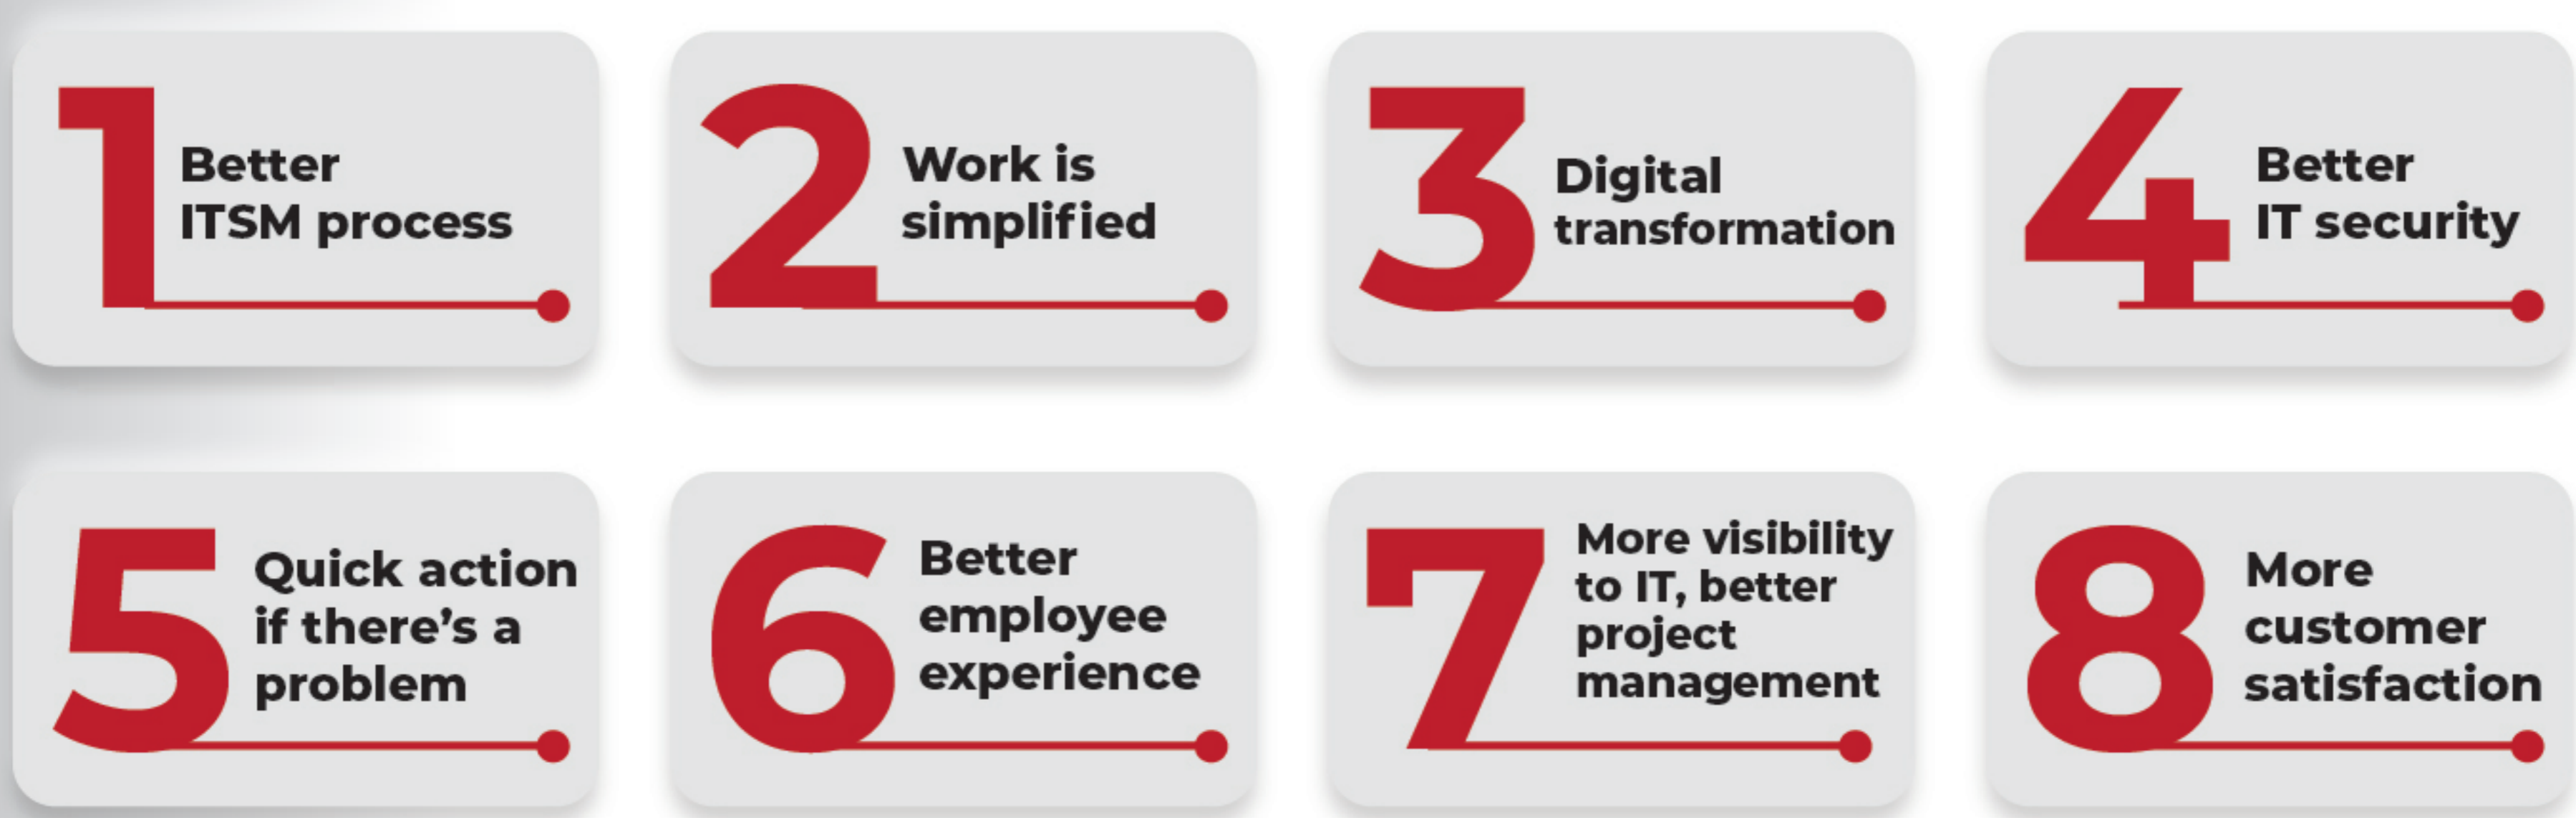 1
Better
ITSM process
2
Work is
simplified
3
Digital
transformation
4
Better
IT security
5
Quick action
if there’s a
problem
6
Better
employee
experience
7
More visibility
to IT, better
project
management
8
More
customer
satisfaction